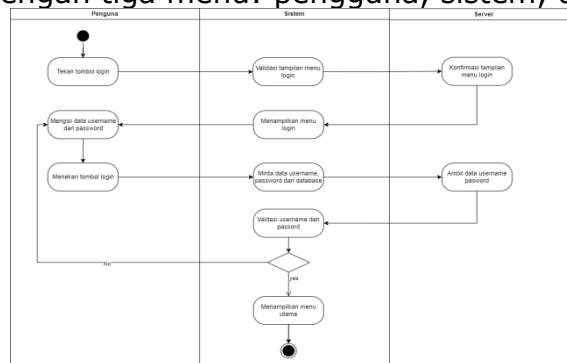 engan tiga menu: pengguna, sistem,
Penguna
Sistem
Server
Tekan tombol login
Validasi tampilan menu
login
Konfirmasi tampilan
menu login
Mengisi data username
dan password
Menampilkan menu
login
Menekan tombol login
Minta data username,
password dari database
Ambil data username
pasword
Validasi username dan
passord
No
yes
Menampilkan menu
utama